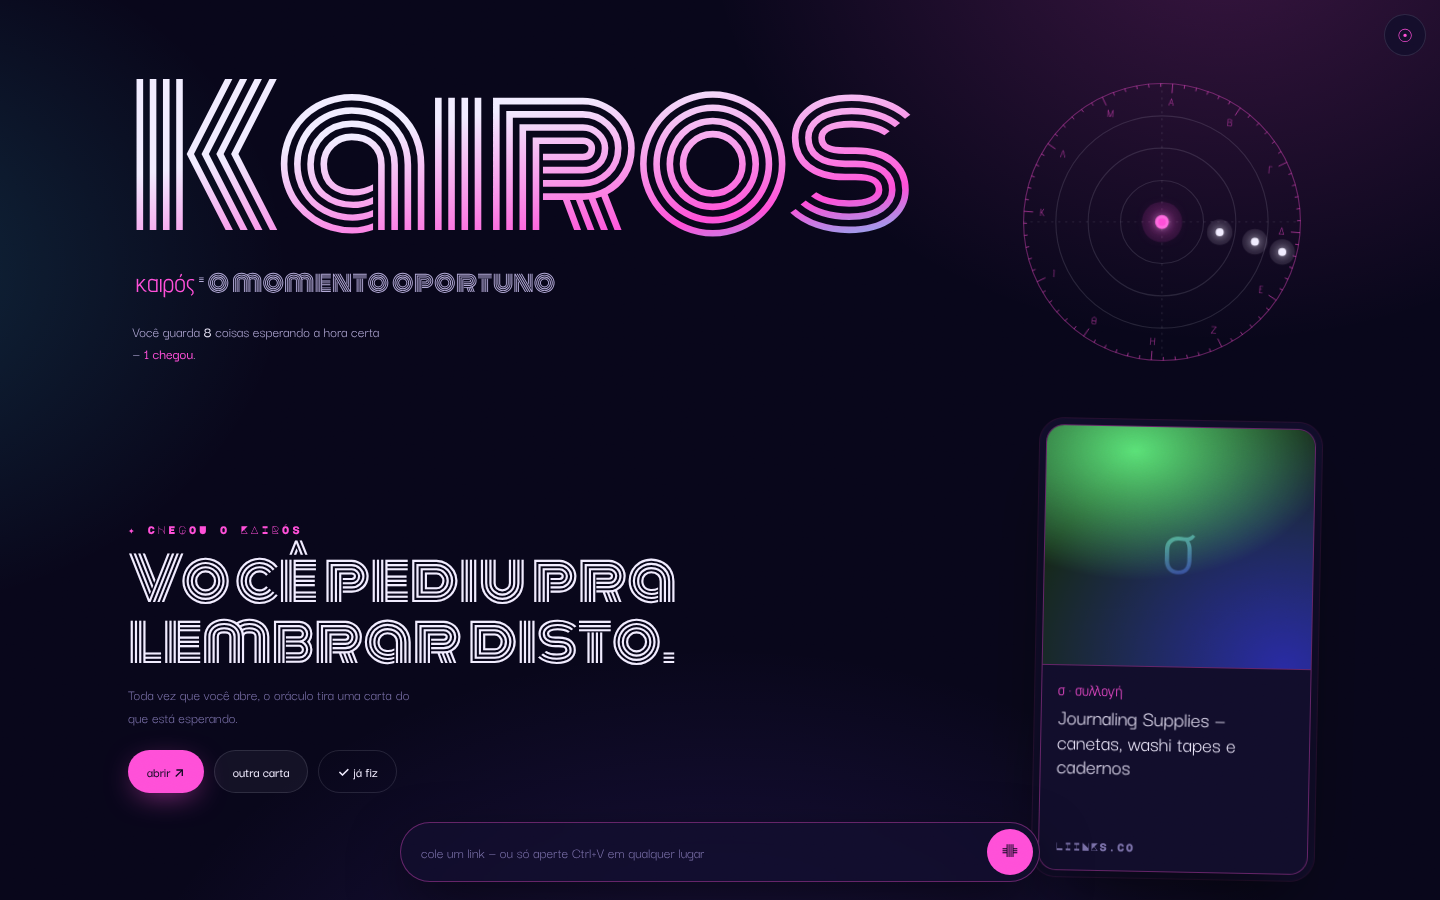 Kairos
καιρός = o momento oportuno
Você guarda 8 coisas esperando a hora certa
— 1 chegou.
A
B
Γ
Δ
E
Z
H
Θ
I
K
Λ
M
✦ CHEGOU O KAIRÓS
Você pediu pra
lembrar disto.
Toda vez que você abre, o oráculo tira uma carta do
que está esperando.
abrir ↗
outra carta
✓ já fiz
σ
σ · συλλογή
Journaling Supplies —
canetas, washi tapes e
cadernos
LIINKS.CO
cole um link — ou só aperte Ctrl+V em qualquer lugar